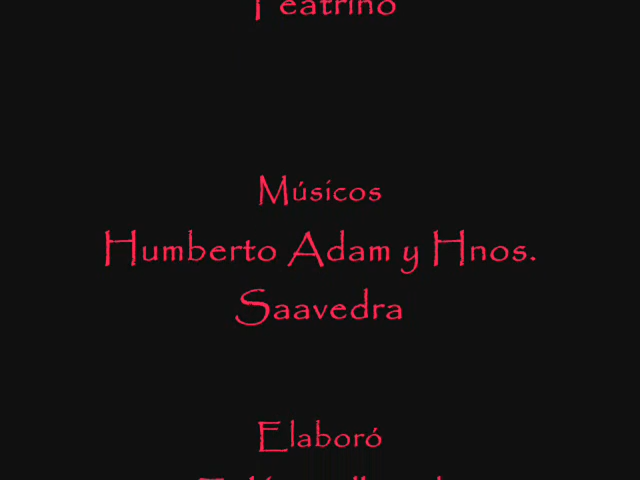 Teatrino
Músicos
Humberto Adam y Hnos.
Saavedra
Elaboró